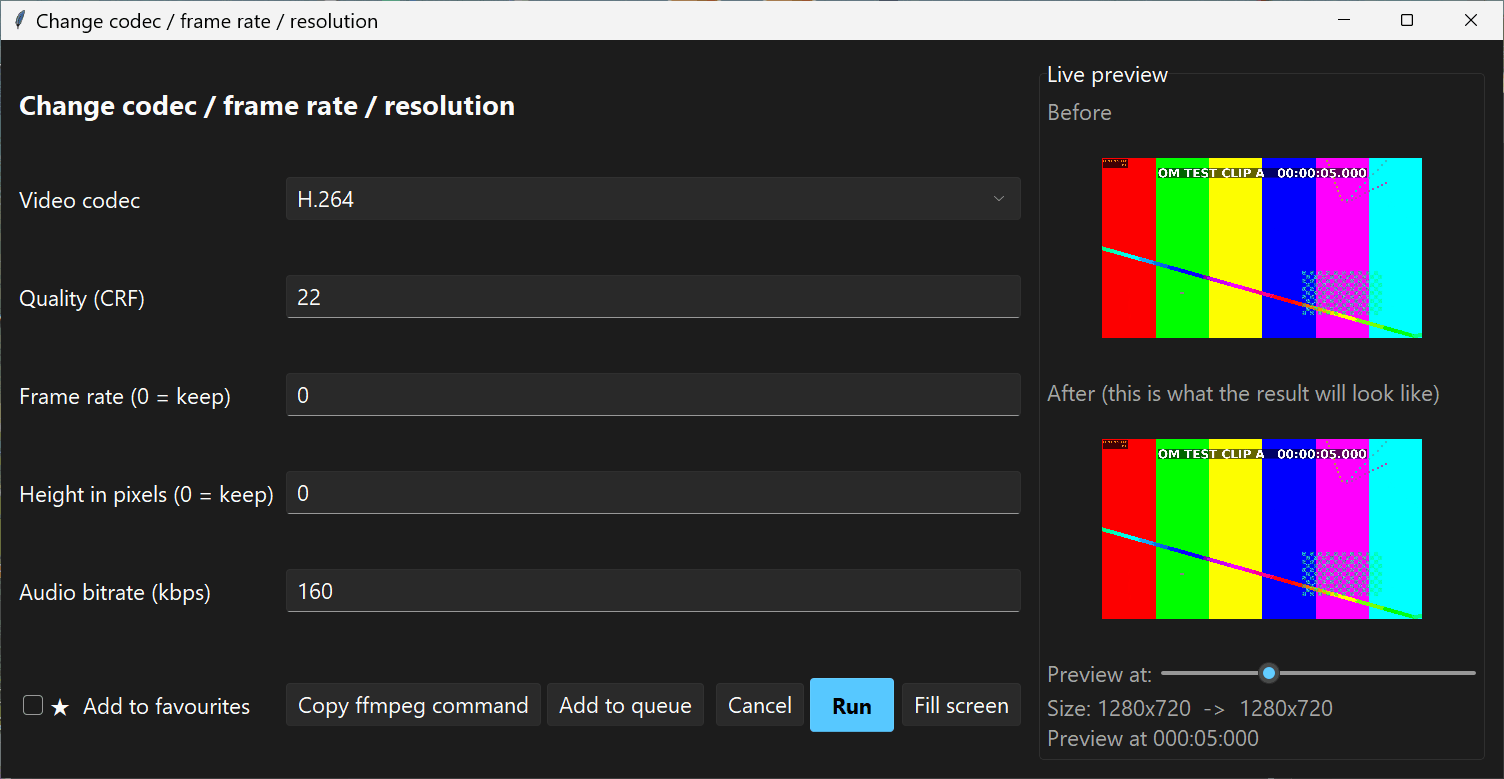 Change codec / frame rate / resolution
Change codec / frame rate / resolution
Video codec
H.264
Quality (CRF)
22
Frame rate (0 = keep)
0
Height in pixels (0 = keep)
0
Audio bitrate (kbps)
160
★ Add to favourites
Copy ffmpeg command
Add to queue
Cancel
Run
Fill screen
Live preview
Before
OM TEST CLIP A 00:00:05.000
After (this is what the result will look like)
OM TEST CLIP A 00:00:05.000
Preview at:
Size: 1280x720 -> 1280x720
Preview at 000:05:000